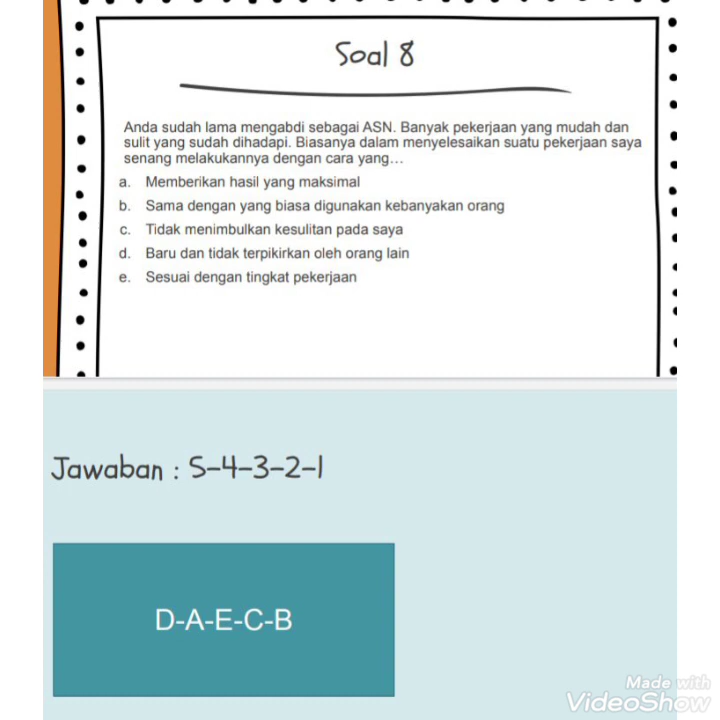 Soal 8
Anda sudah lama mengabdi sebagai ASN. Banyak pekerjaan yang mudah dan
sulit yang sudah dihadapi. Biasanya dalam menyelesaikan suatu pekerjaan saya
senang melakukannya dengan cara yang...
a. Memberikan hasil yang maksimal
b. Sama dengan yang biasa digunakan kebanyakan orang
c. Tidak menimbulkan kesulitan pada saya
d. Baru dan tidak terpikirkan oleh orang lain
e. Sesuai dengan tingkat pekerjaan
Jawaban : 5-4-3-2-1
D-A-E-C-B
Made with
VideoShow